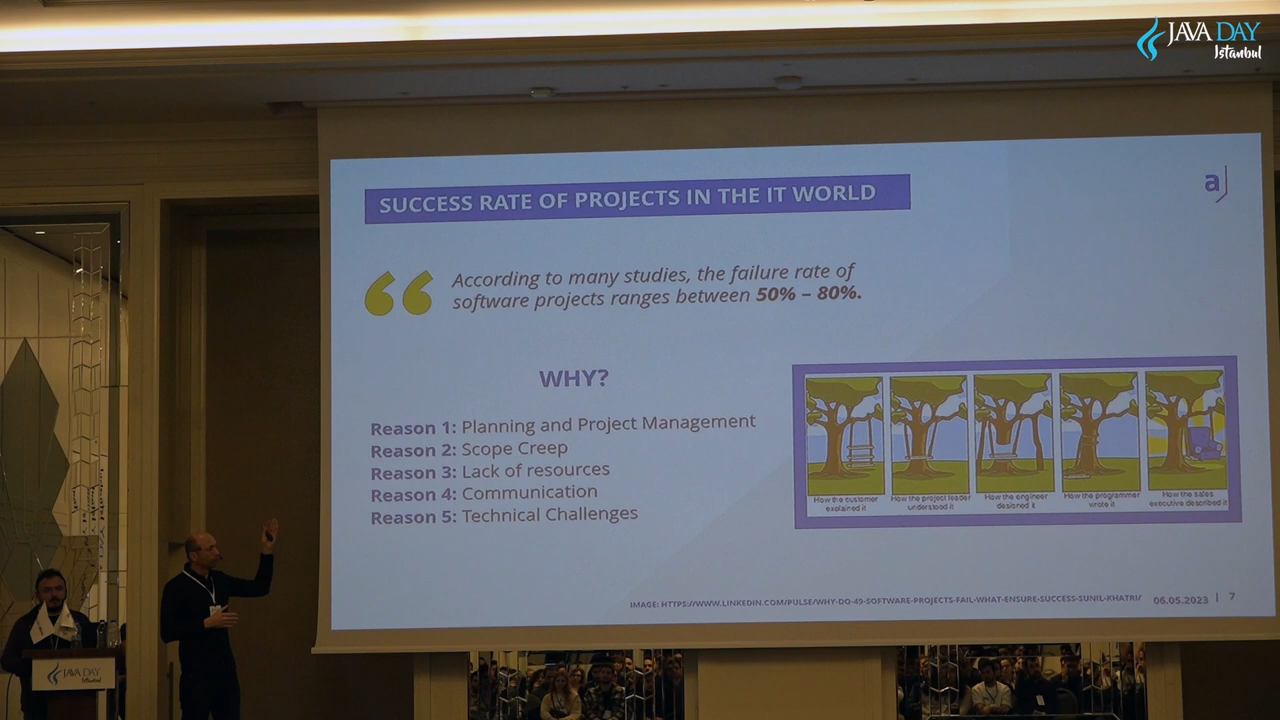 JAVA DAY
Istanbul
a
SUCCESS RATE OF PROJECTS IN THE IT WORLD
According to many studies, the failure rate of
software projects ranges between 50% – 80%.
WHY?
Reason 1: Planning and Project Management
Reason 2: Scope Creep
Reason 3: Lack of resources
Reason 4: Communication
Reason 5: Technical Challenges
How the customer
explained it
How the project leader
understood it
How the engineer
designed it
How the programmer
wrote it
How the sales
executive described it
IMAGE: HTTPS://WWW.LINKEDIN.COM/PULSE/WHY-DO-49-SOFTWARE-PROJECTS-FAIL-WHAT-ENSURE-SUCCESS-SUNIL-KHATRI/
06.05.2023 | 7
JAVA DAY
Istanbul